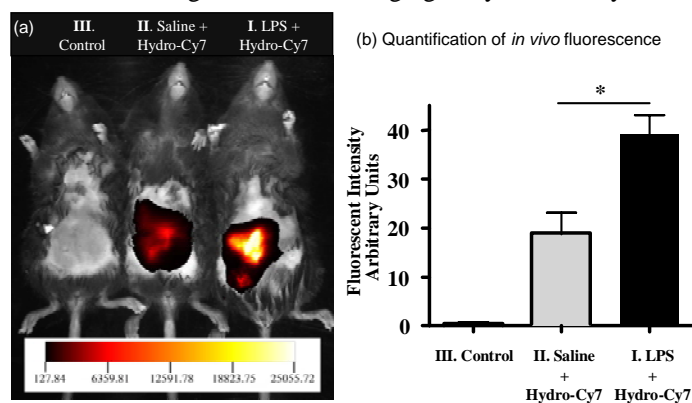 (a) III. Control
II. Saline + Hydro-Cy7
I. LPS + Hydro-Cy7
127.84 6359.81 12591.78 18823.75 25055.72
(b) Quantification of in vivo fluorescence
*
Fluorescent Intensity
Arbitrary Units
40
30
20
10
0
III. Control
II. Saline
+
Hydro-Cy7
I. LPS
+
Hydro-Cy7